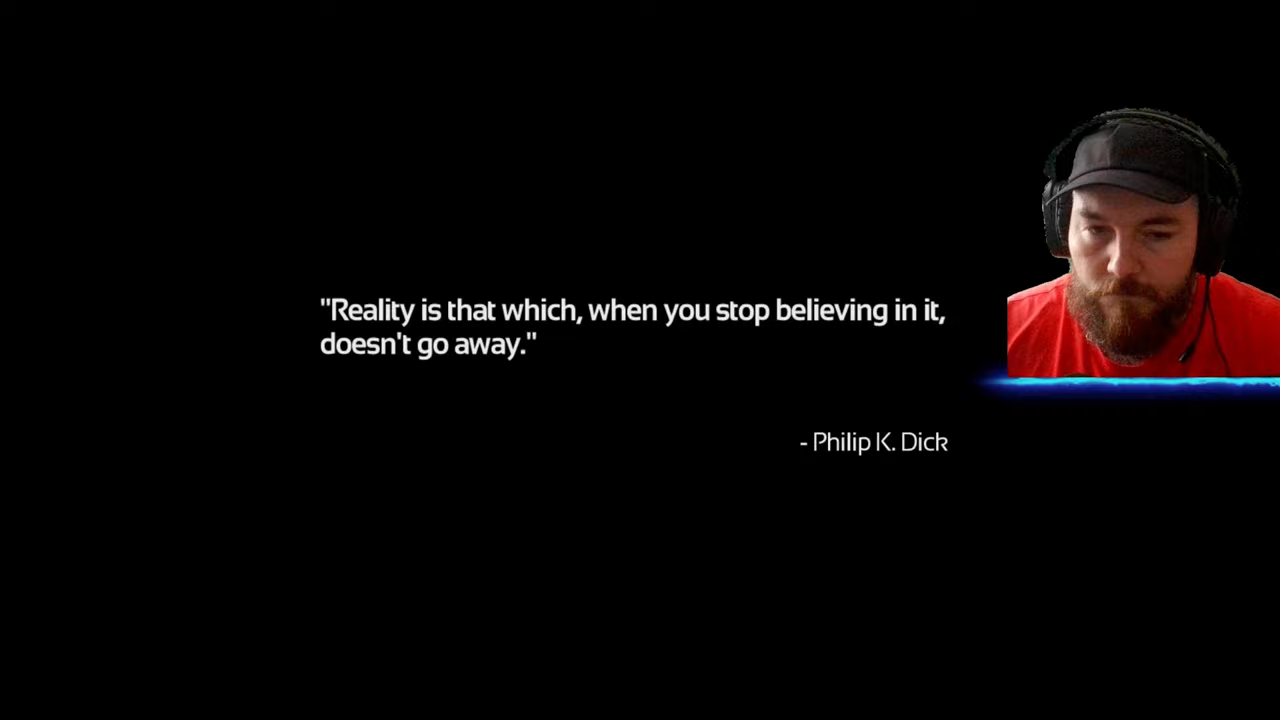 "Reality is that which, when you stop believing in it,
doesn't go away."
- Philip K. Dick